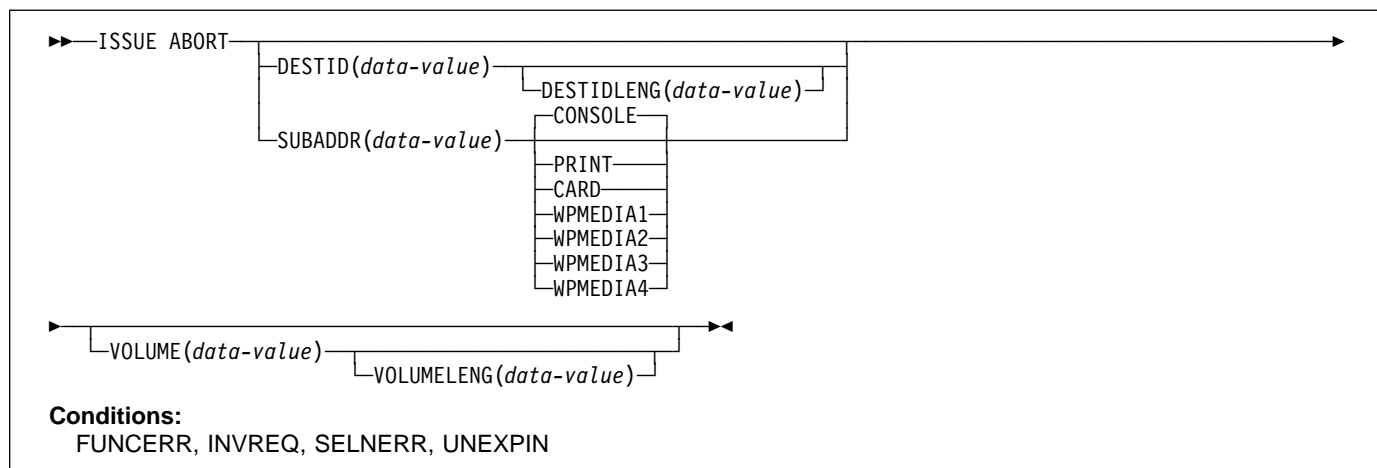 ISSUE ABORT
DESTID(data-value)
DESTIDLENG(data-value)
CONSOLE
SUBADDR(data-value)
PRINT
CARD
WPMEDIA1
WPMEDIA2
WPMEDIA3
WPMEDIA4
VOLUME(data-value)
VOLUMELENG(data-value)
Conditions:
FUNCERR, INVREQ, SELNERR, UNEXPIN